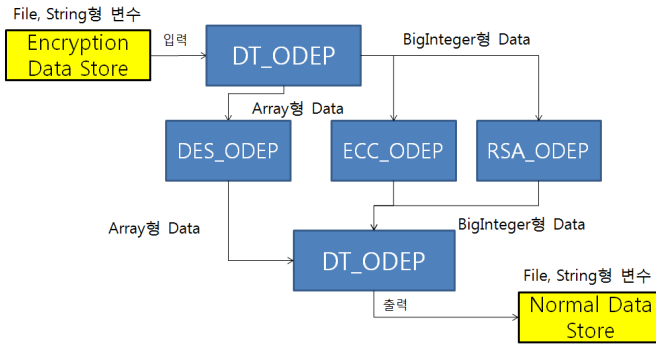 File, String형 변수
Encryption
Data Store
입력
DT_ODEP
BigInteger형 Data
Array형 Data
DES_ODEP
ECC_ODEP
RSA_ODEP
Array형 Data
BigInteger형 Data
DT_ODEP
File, String형 변수
출력
Normal Data
Store